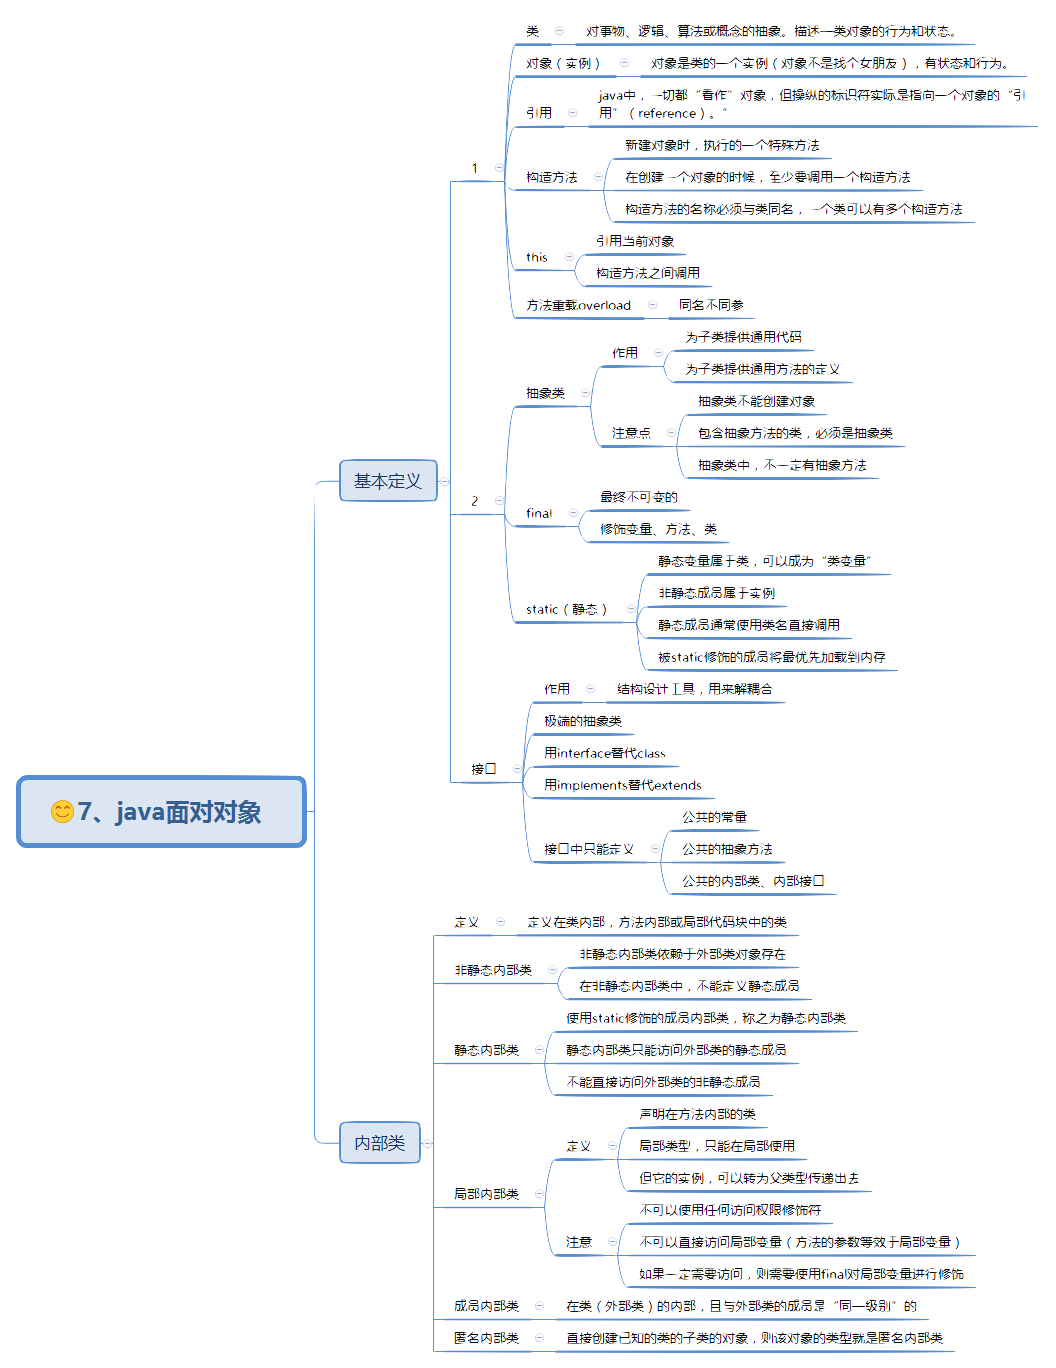 类
对事物、逻辑、算法或概念的抽象。描述一类对象的行为和状态。
对象（实例）
对象是类的一个实例（对象不是找个女朋友），有状态和行为。
引用
java中，一切都“看作”对象，但操纵的标识符实际是指向一个对象的“引
用”（reference）。”
1
构造方法
新建对象时，执行的一个特殊方法
在创建一个对象的时候，至少要调用一个构造方法
构造方法的名称必须与类同名，一个类可以有多个构造方法
this
引用当前对象
构造方法之间调用
方法重载overload
同名不同参
基本定义
2
抽象类
作用
为子类提供通用代码
为子类提供通用方法的定义
注意点
抽象类不能创建对象
包含抽象方法的类，必须是抽象类
抽象类中，不一定有抽象方法
final
最终不可变的
修饰变量、方法、类
static（静态）
静态变量属于类，可以成为“类变量”
非静态成员属于实例
静态成员通常使用类名直接调用
被static修饰的成员将最优先加载到内存
接口
作用
结构设计工具，用来解耦合
极端的抽象类
用interface替代class
用implements替代extends
接口中只能定义
公共的常量
公共的抽象方法
公共的内部类、内部接口
😊7、java面对对象
内部类
定义
定义在类内部，方法内部或局部代码块中的类
非静态内部类
非静态内部类依赖于外部类对象存在
在非静态内部类中，不能定义静态成员
静态内部类
使用static修饰的成员内部类，称之为静态内部类
静态内部类只能访问外部类的静态成员
不能直接访问外部类的非静态成员
局部内部类
定义
声明在方法内部的类
局部类型，只能在局部使用
但它的实例，可以转为父类型传递出去
注意
不可以使用任何访问权限修饰符
不可以直接访问局部变量（方法的参数等效于局部变量）
如果一定需要访问，则需要使用final对局部变量进行修饰
成员内部类
在类（外部类）的内部，且与外部类的成员是“同一级别”的
匿名内部类
直接创建已知的类的子类的对象，则该对象的类型就是匿名内部类